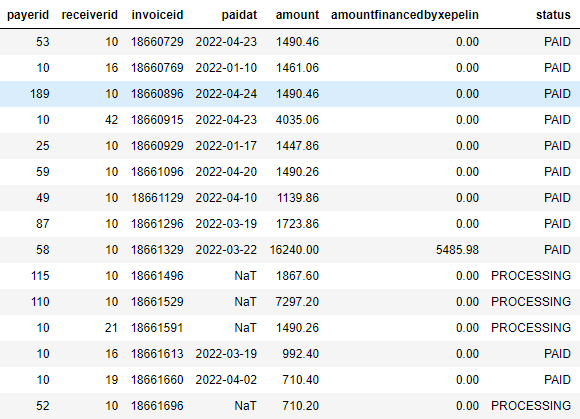 payerid receiverid invoiceid paidat amount amountfinancedbyxepelin status
53 10 18660729 2022-04-23 1490.46 0.00 PAID
10 16 18660769 2022-01-10 1461.06 0.00 PAID
189 10 18660896 2022-04-24 1490.46 0.00 PAID
10 42 18660915 2022-04-23 4035.06 0.00 PAID
25 10 18660929 2022-01-17 1447.86 0.00 PAID
59 10 18661096 2022-04-20 1490.26 0.00 PAID
49 10 18661129 2022-04-10 1139.86 0.00 PAID
87 10 18661296 2022-03-19 1723.86 0.00 PAID
58 10 18661329 2022-03-22 16240.00 5485.98 PAID
115 10 18661496 NaT 1867.60 0.00 PROCESSING
110 10 18661529 NaT 7297.20 0.00 PROCESSING
10 21 18661591 NaT 1490.26 0.00 PROCESSING
10 16 18661613 2022-03-19 992.40 0.00 PAID
10 19 18661660 2022-04-02 710.40 0.00 PAID
52 10 18661696 NaT 710.20 0.00 PROCESSING